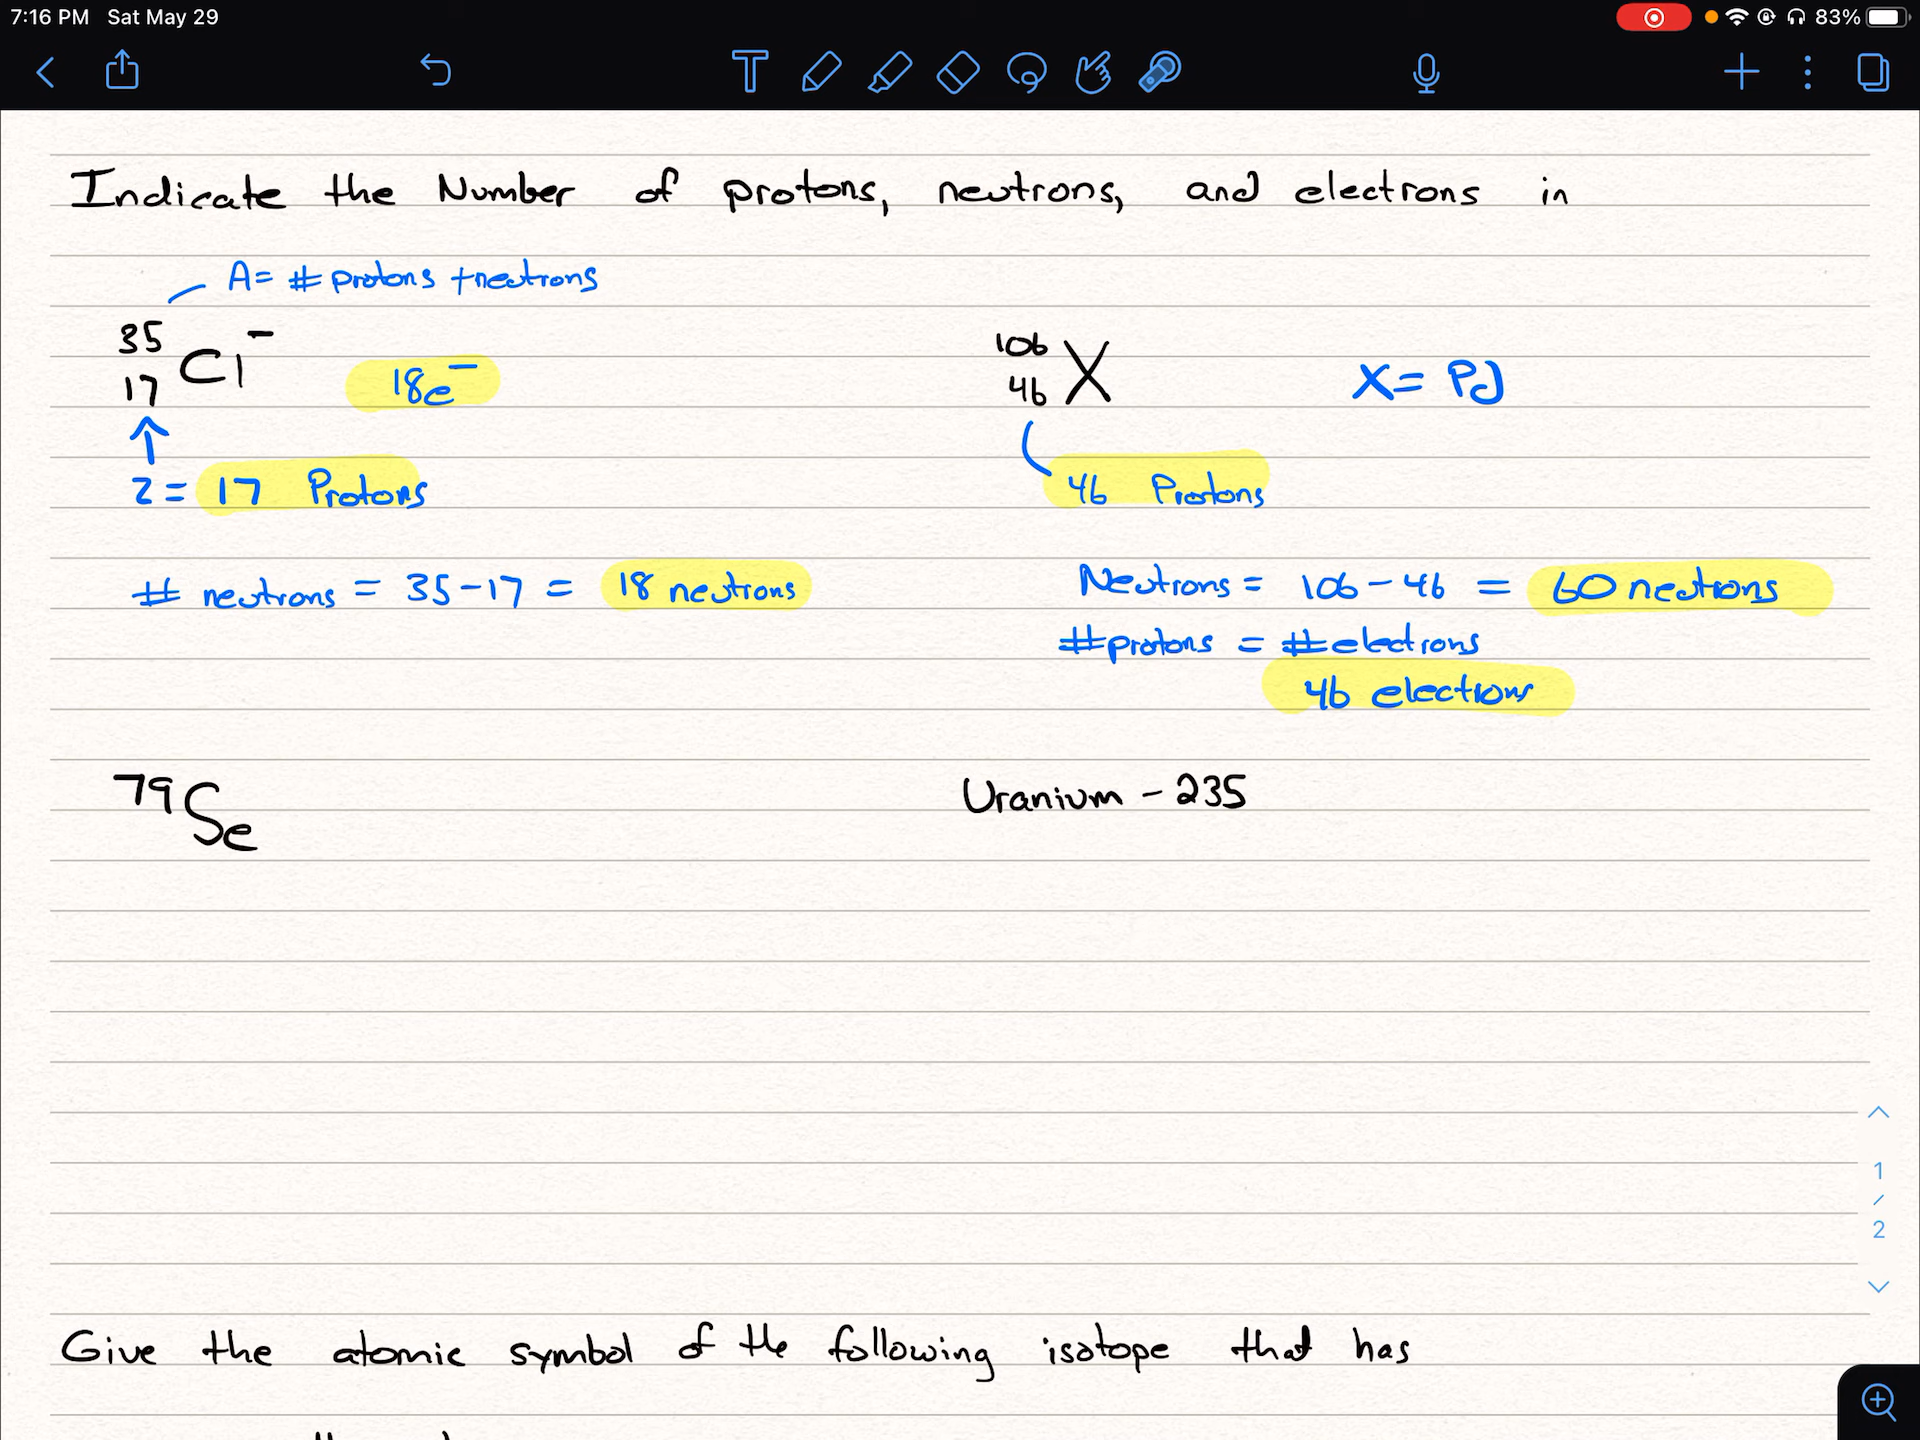 7:16 PM Sat May 29
83%
Indicate the Number of protons, neutrons, and electrons in
A= # protons + neutrons
35
17 Cl⁻
18e⁻
Z = 17 Protons
# neutrons = 35-17 = 18 neutrons
106
46 X
X= Pd
46 Protons
Neutrons = 106 - 46 = 60 neutrons
#protons = #electrons
46 electrons
79 Se
Uranium - 235
1
/
2
Give the atomic symbol of the following isotope that has